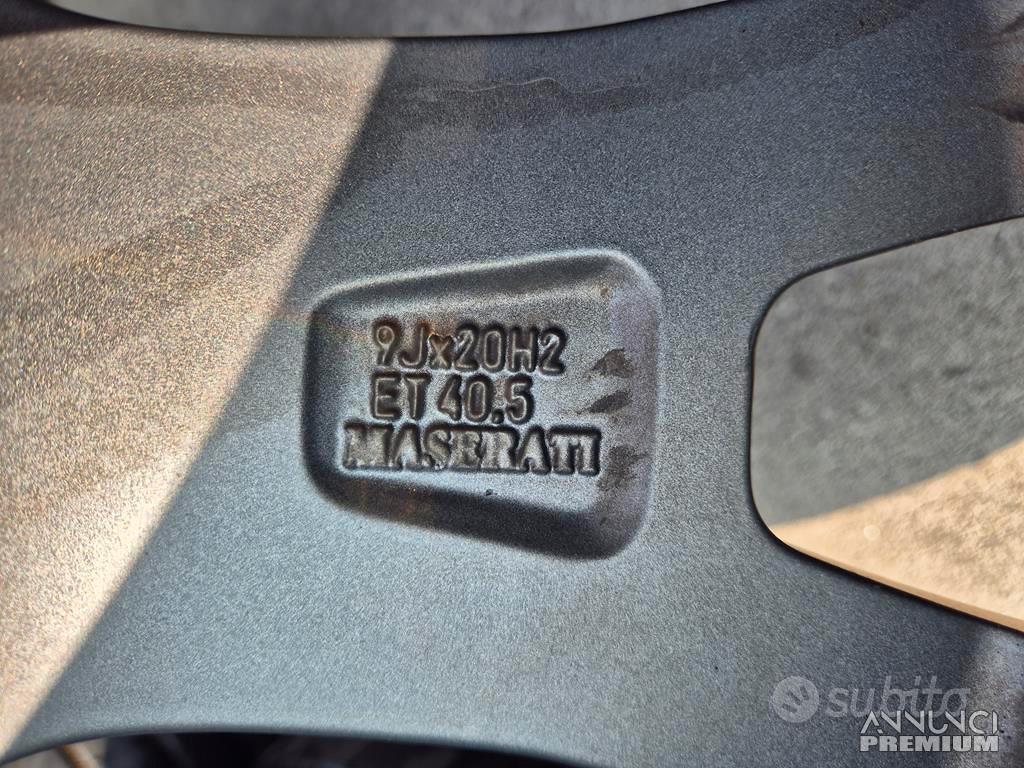 9Jx20H2
ET 40.5
MASERATI
subito
ANNUNCI
PREMIUM